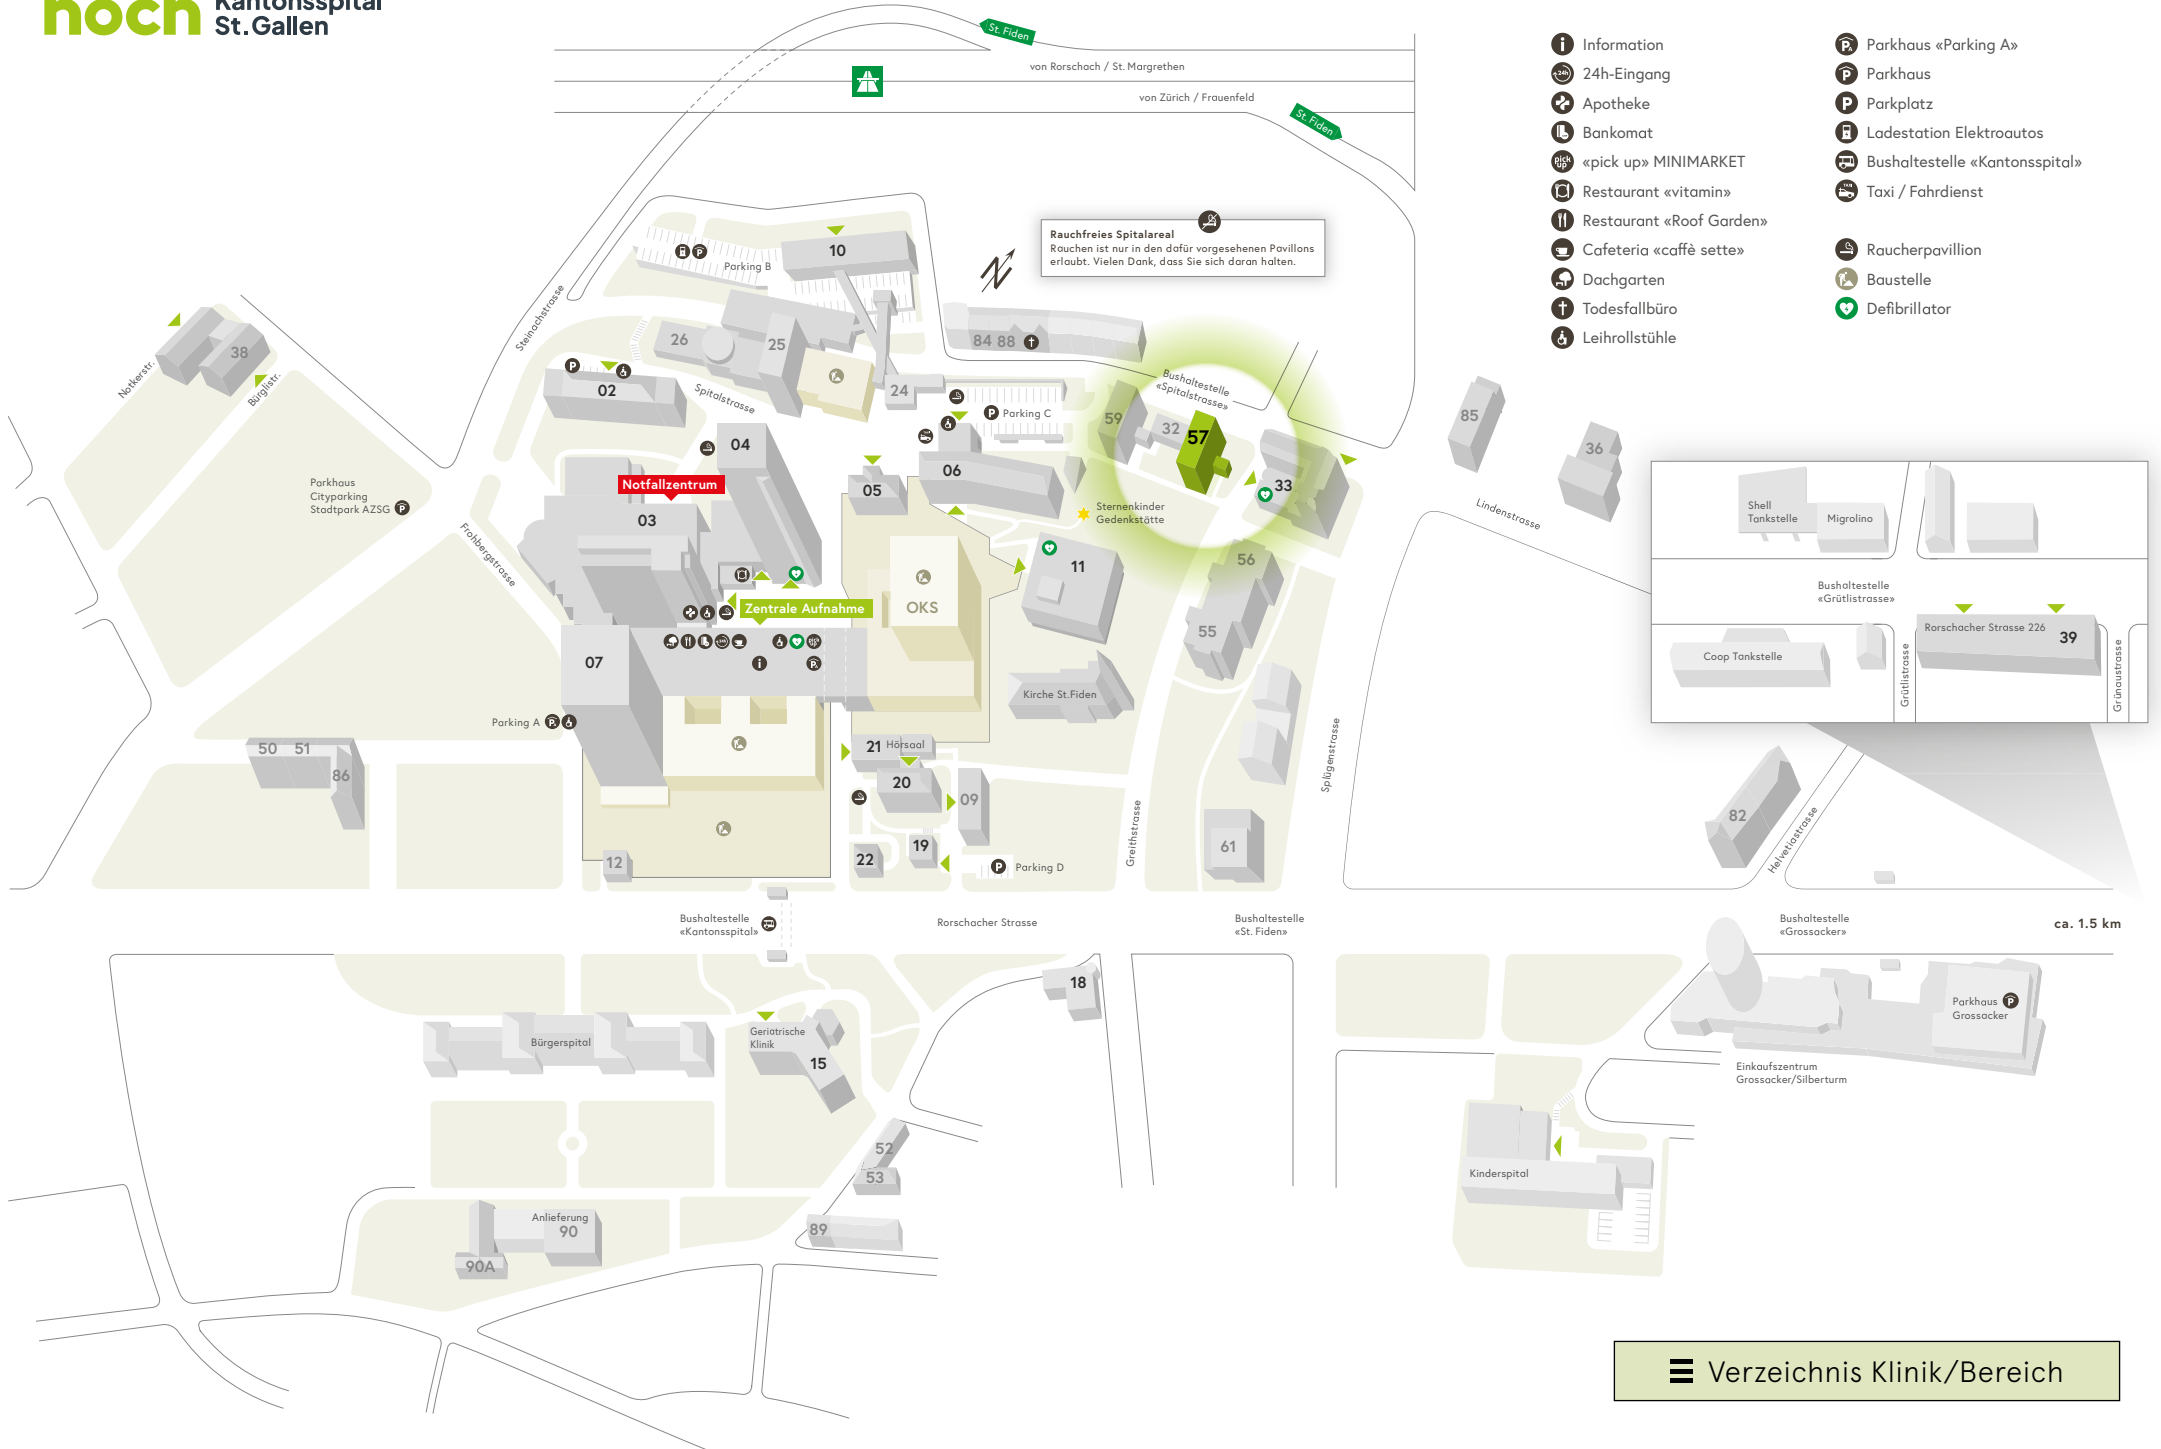 noch Kantonsspital
St.Gallen
St. Fiden
von Rorschach / St. Margrethen
von Zürich / Frauenfeld
St. Fiden
Information
24h-Eingang
Apotheke
Bankomat
«pick up» MINIMARKET
Restaurant «vitamin»
Restaurant «Roof Garden»
Cafeteria «caffè sette»
Dachgarten
Todesfallbüro
Leihrollstühle
Parkhaus «Parking A»
Parkhaus
Parkplatz
Ladestation Elektroautos
Bushaltestelle «Kantonsspital»
Taxi / Fahrdienst
Raucherpavillion
Baustelle
Defibrillator
Rauchfreies Spitalareal
Rauchen ist nur in den dafür vorgesehenen Pavillons
erlaubt. Vielen Dank, dass Sie sich daran halten.
N
Parking B
10
Steinachstrasse
26
25
84 88
38
Notkerstr.
Bürglistr.
02
Spitalstrasse
24
Parking C
Bushaltestelle
«Spitalstrasse»
59
32
57
33
85
36
04
Notfallzentrum
03
05
06
Parkhaus
Cityparking
Stadtpark AZSG
Frohbergstrasse
Sternenkinder
Gedenkstätte
Lindenstrasse
11
56
55
OKS
Zentrale Aufnahme
07
Kirche St.Fiden
Parking A
Shell
Tankstelle
Migrolino
Bushaltestelle
«Grütlistrasse»
Rorschacher Strasse 226
39
Coop Tankstelle
Grütlistrasse
Grünaustrasse
50 51
86
21 Hörsaal
20
09
19
22
12
Parking D
Greithstrasse
Splügenstrasse
61
82
Helvetiastrasse
Bushaltestelle
«Kantonsspital»
Rorschacher Strasse
Bushaltestelle
«St. Fiden»
Bushaltestelle
«Grossacker»
ca. 1.5 km
18
Parkhaus
Grossacker
Einkaufszentrum
Grossacker/Silberturm
Bürgerspital
Geriatrische
Klinik
15
52
53
89
Kinderspital
Anlieferung
90
90A
Verzeichnis Klinik/Bereich